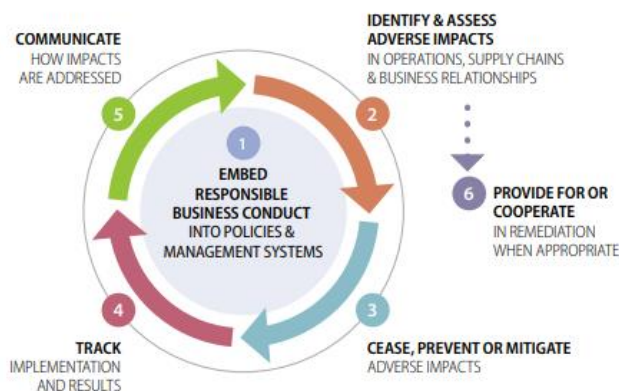 1
EMBED
RESPONSIBLE
BUSINESS CONDUCT
INTO POLICIES &
MANAGEMENT SYSTEMS
2
IDENTIFY & ASSESS
ADVERSE IMPACTS
IN OPERATIONS, SUPPLY CHAINS
& BUSINESS RELATIONSHIPS
3
CEASE, PREVENT OR MITIGATE
ADVERSE IMPACTS
4
TRACK
IMPLEMENTATION
AND RESULTS
5
COMMUNICATE
HOW IMPACTS
ARE ADDRESSED
6
PROVIDE FOR OR
COOPERATE
IN REMEDIATION
WHEN APPROPRIATE